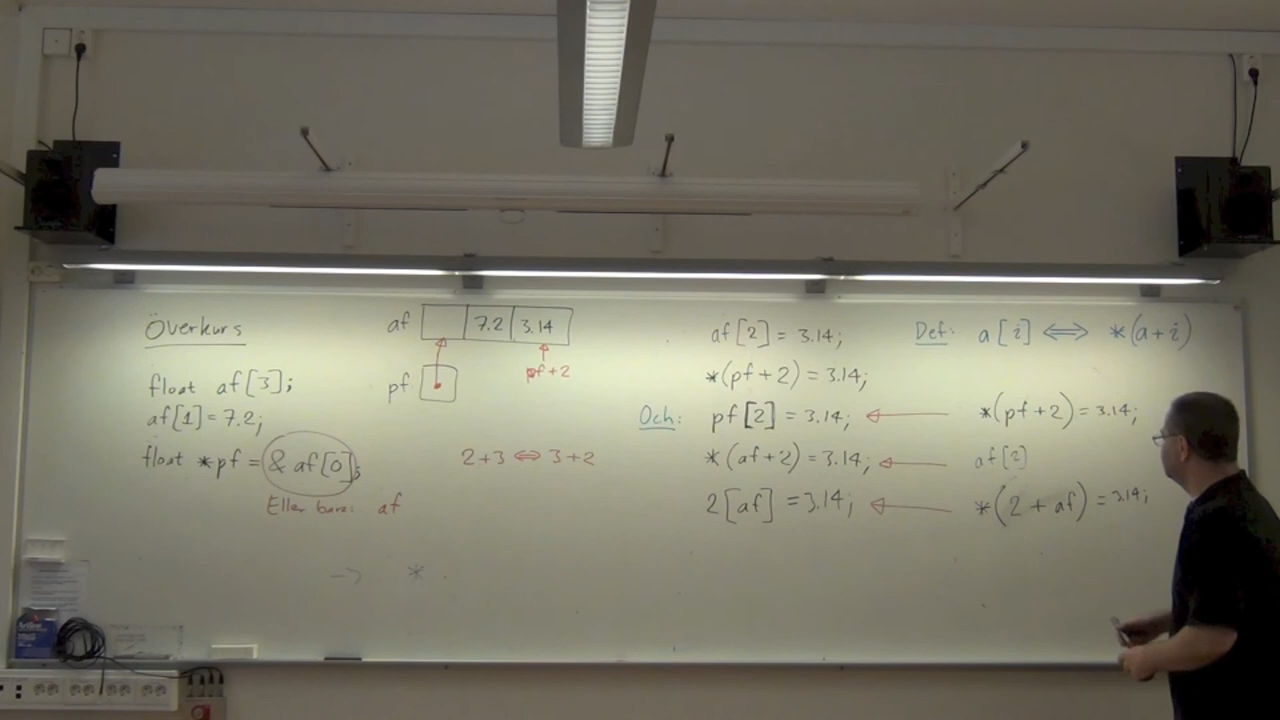 Överkurs
float af[3];
af[1] = 7.2;
float *pf = & af[0];
Eller bara: af
af 7.2 3.14
pf pf+2
2+3 ⇔ 3+2
-> * .
af[2] = 3.14;
*(pf+2) = 3.14;
Och: pf[2] = 3.14; ← *(pf+2) = 3.14;
*(af+2) = 3.14; ← af[2]
2[af] = 3.14; ← *(2 + af) = 3.14;
Def: a[i] ⇔ *(a+i)